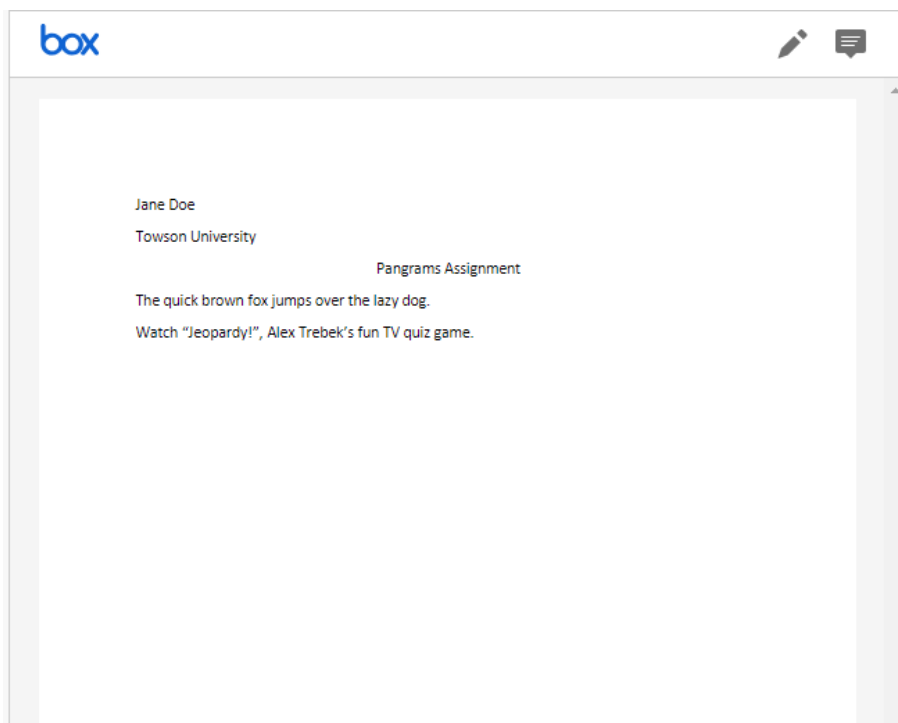 box
Jane Doe
Towson University
Pangrams Assignment
The quick brown fox jumps over the lazy dog.
Watch “Jeopardy!”, Alex Trebek’s fun TV quiz game.